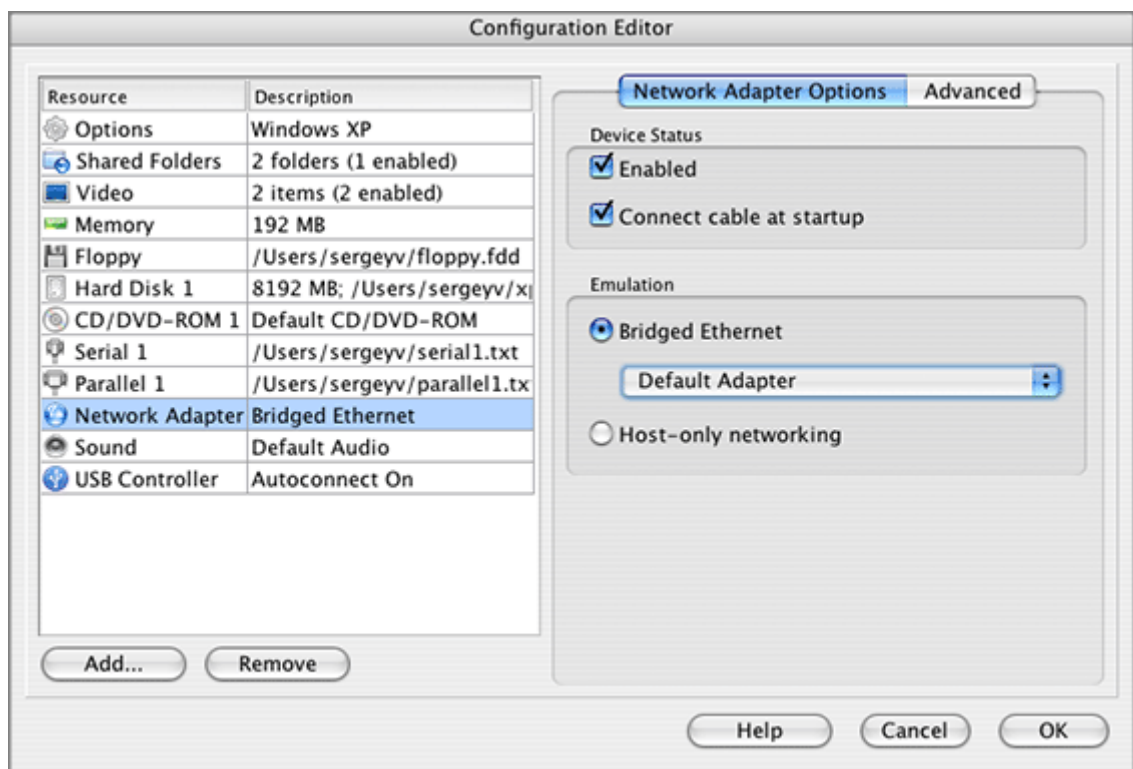 Configuration Editor
Resource Description
Options Windows XP
Shared Folders 2 folders (1 enabled)
Video 2 items (2 enabled)
Memory 192 MB
Floppy /Users/sergeyv/floppy.fdd
Hard Disk 1 8192 MB; /Users/sergeyv/x
CD/DVD-ROM 1 Default CD/DVD-ROM
Serial 1 /Users/sergeyv/serial1.txt
Parallel 1 /Users/sergeyv/parallel1.tx
Network Adapter Bridged Ethernet
Sound Default Audio
USB Controller Autoconnect On
Add... Remove
Network Adapter Options Advanced
Device Status
Enabled
Connect cable at startup
Emulation
Bridged Ethernet
Default Adapter
Host-only networking
Help Cancel OK